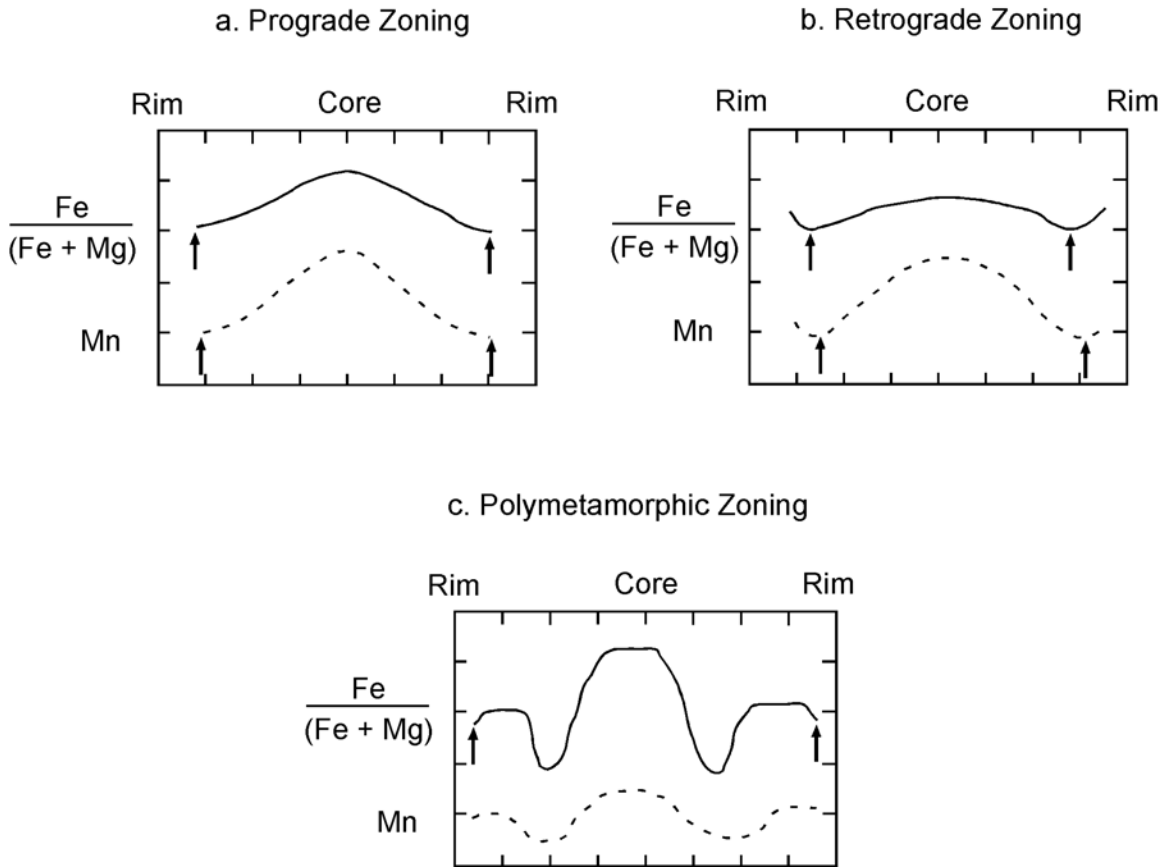 a. Prograde Zoning
Rim Core Rim
Fe
(Fe + Mg)
Mn
b. Retrograde Zoning
Rim Core Rim
Fe
(Fe + Mg)
Mn
c. Polymetamorphic Zoning
Rim Core Rim
Fe
(Fe + Mg)
Mn